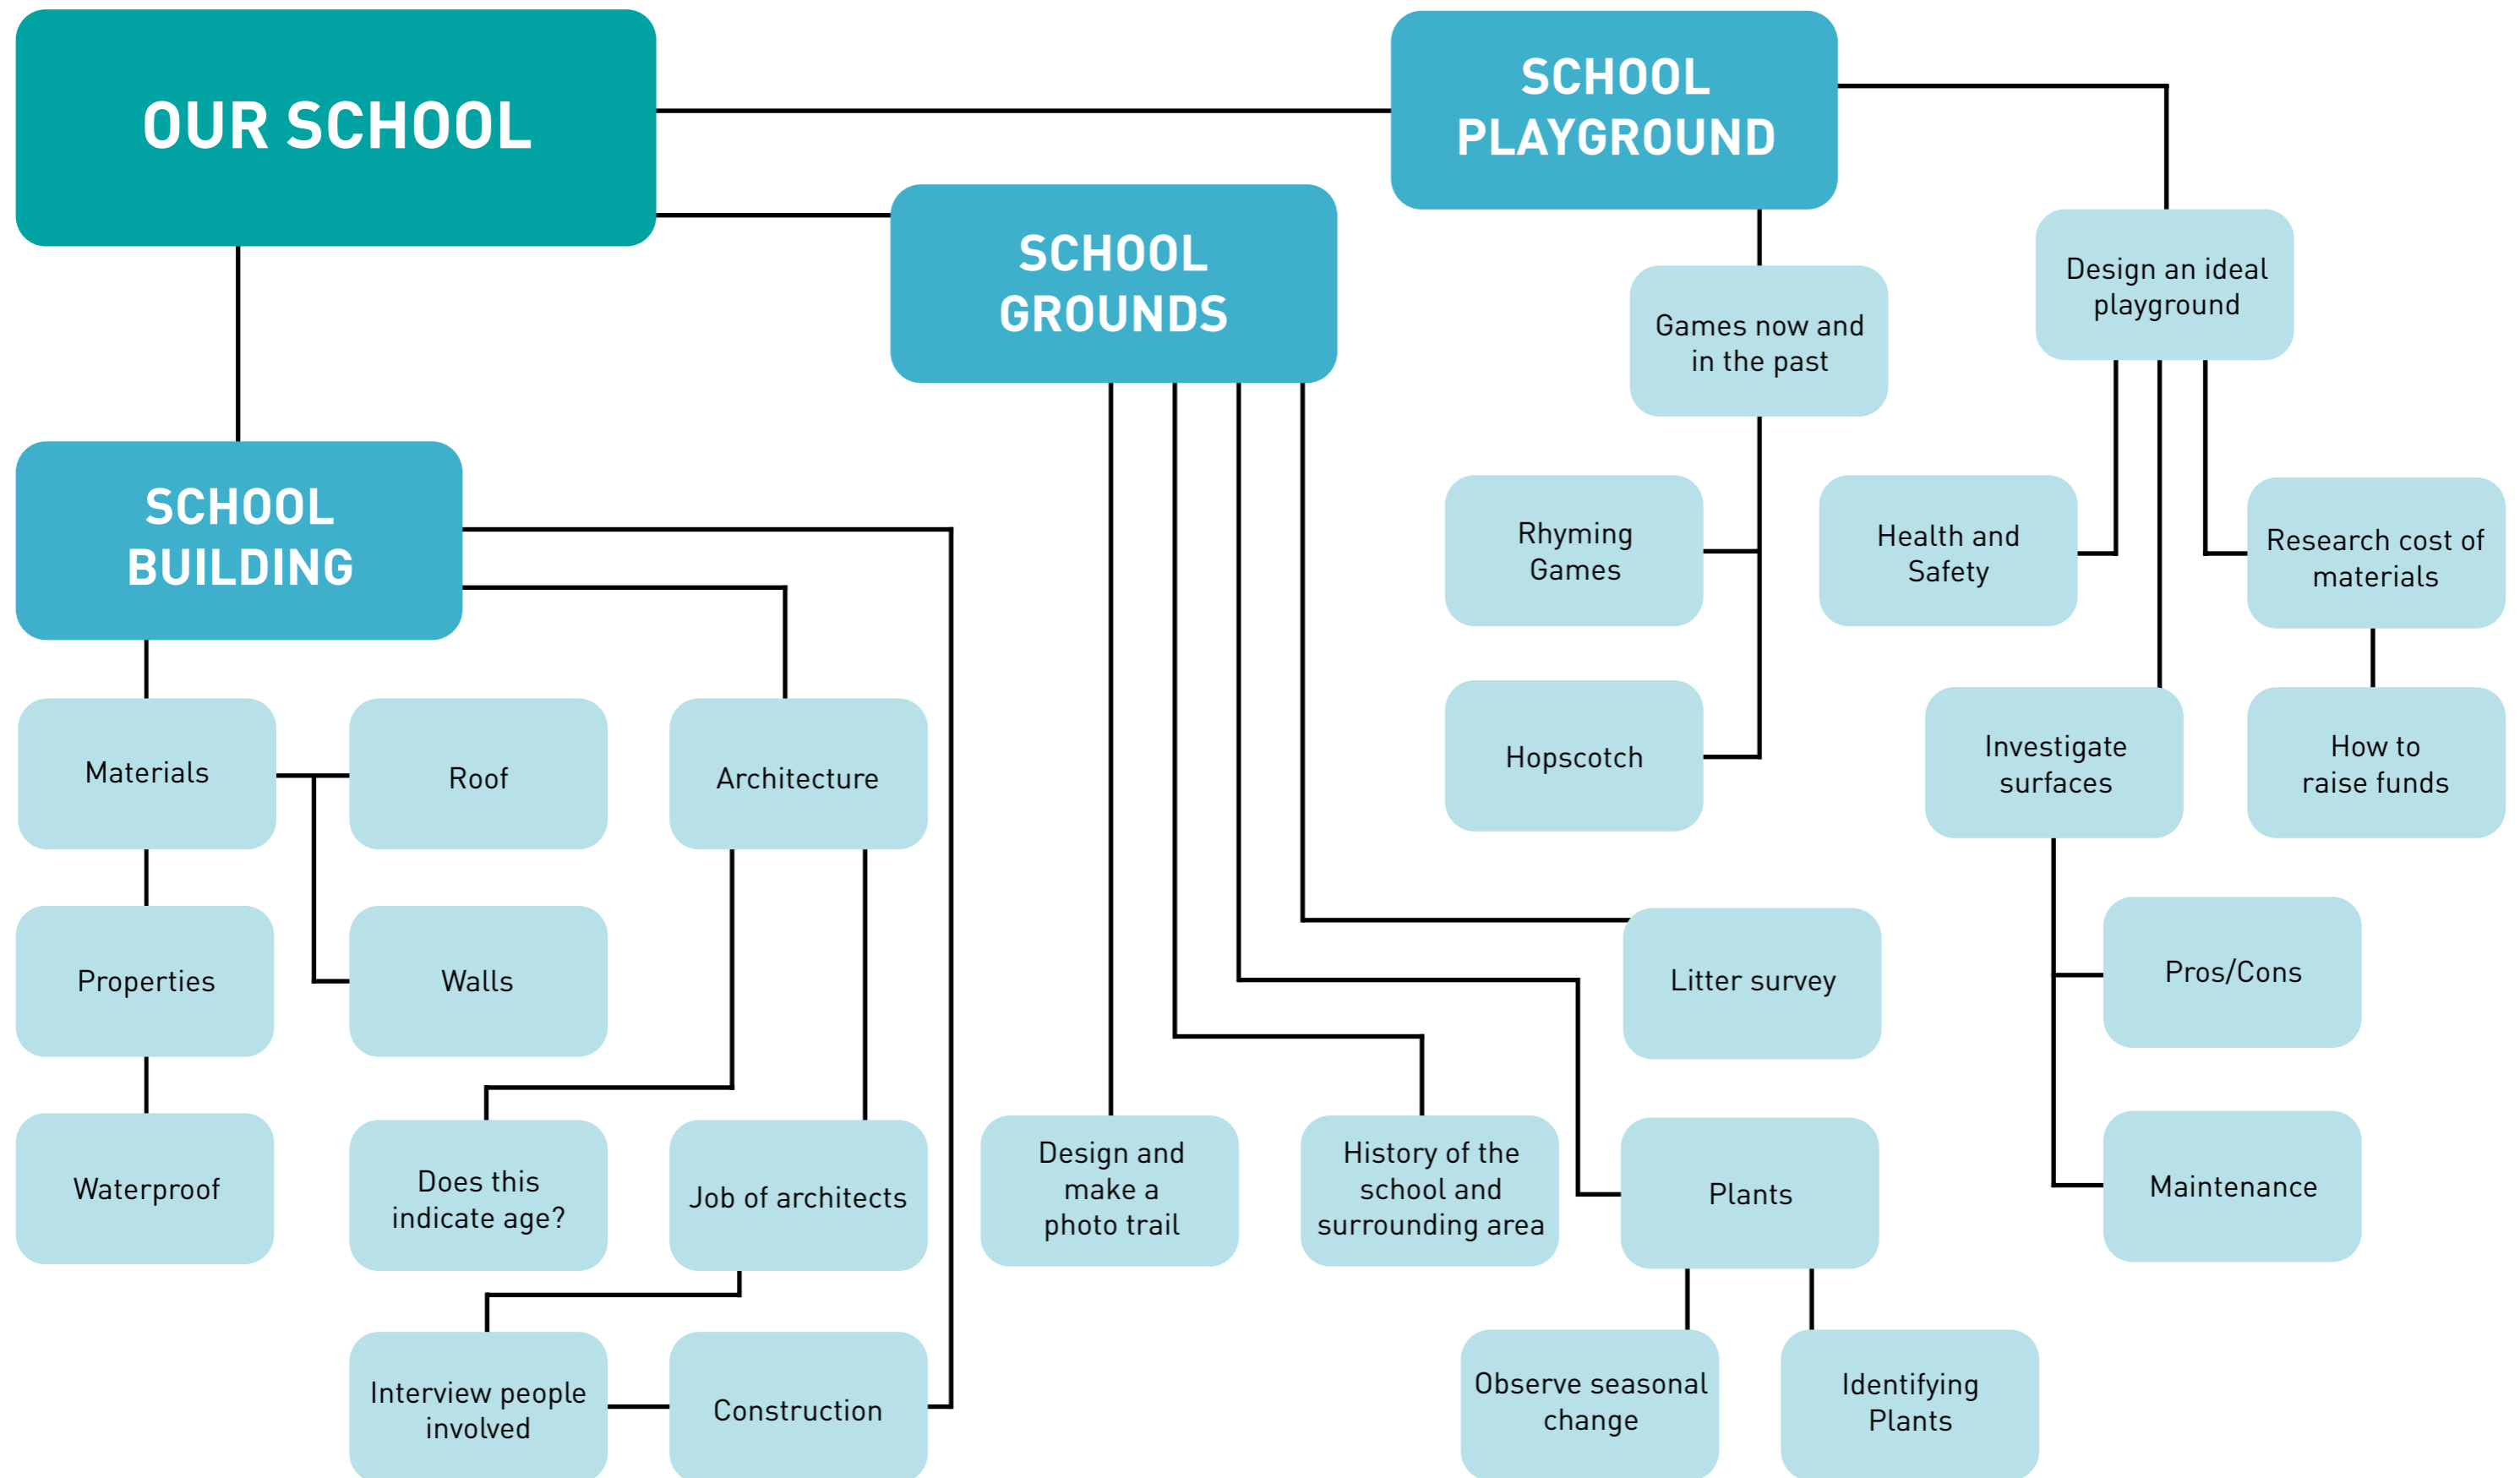 OUR SCHOOL
SCHOOL
PLAYGROUND
SCHOOL
GROUNDS
Design an ideal
playground
Games now and
in the past
SCHOOL
BUILDING
Rhyming
Games
Health and
Safety
Research cost of
materials
Materials
Roof
Architecture
Hopscotch
Investigate
surfaces
How to
raise funds
Properties
Walls
Litter survey
Pros/Cons
Waterproof
Does this
indicate age?
Job of architects
Design and
make a
photo trail
History of the
school and
surrounding area
Plants
Maintenance
Interview people
involved
Construction
Observe seasonal
change
Identifying
Plants